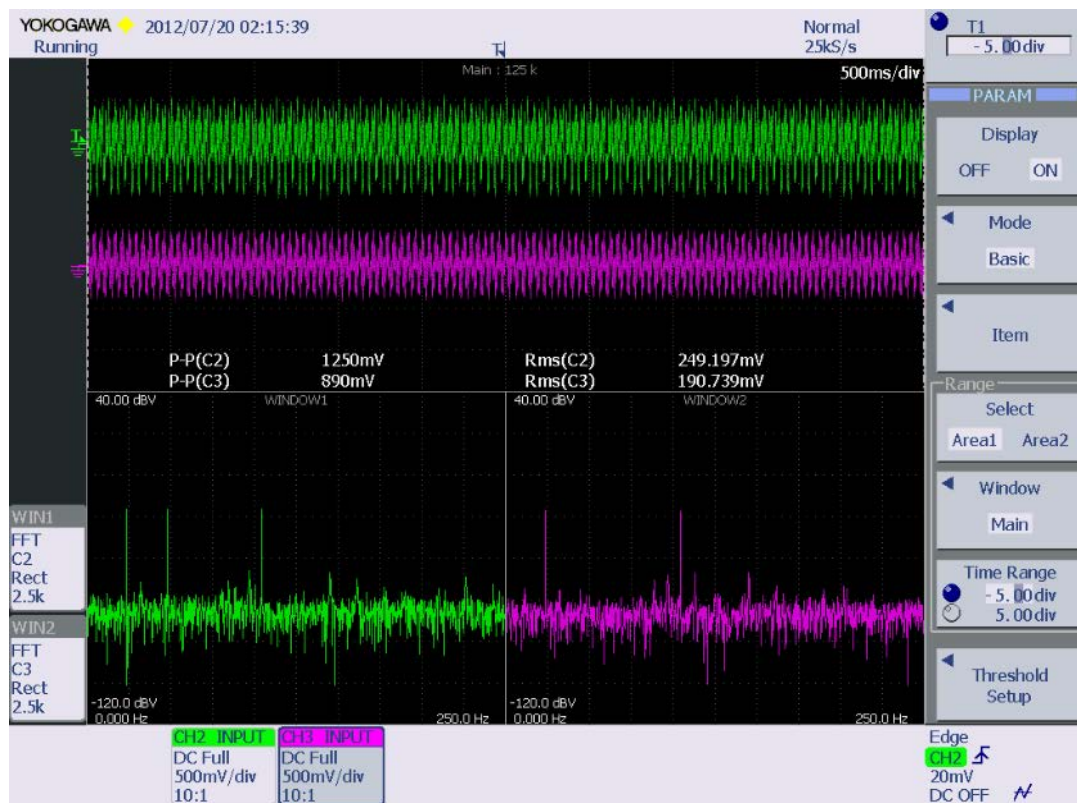 YOKOGAWA 2012/07/20 02:15:39
Running
Normal
25kS/s
T
Main : 125 k
500ms/div
T
P-P(C2) 1250mV
P-P(C3) 890mV
Rms(C2) 249.197mV
Rms(C3) 190.739mV
40.00 dBV
WINDOW1
40.00 dBV
WINDOW2
-120.0 dBV
0.000 Hz
250.0 Hz
-120.0 dBV
0.000 Hz
250.0 Hz
WIN1
FFT
C2
Rect
2.5k
WIN2
FFT
C3
Rect
2.5k
CH2 INPUT
DC Full
500mV/div
10:1
CH3 INPUT
DC Full
500mV/div
10:1
T1
-5.00div
PARAM
Display
OFF ON
Mode
Basic
Item
Range
Select
Area1 Area2
Window
Main
Time Range
-5.00div
5.00div
Threshold
Setup
Edge
CH2
20mV
DC OFF